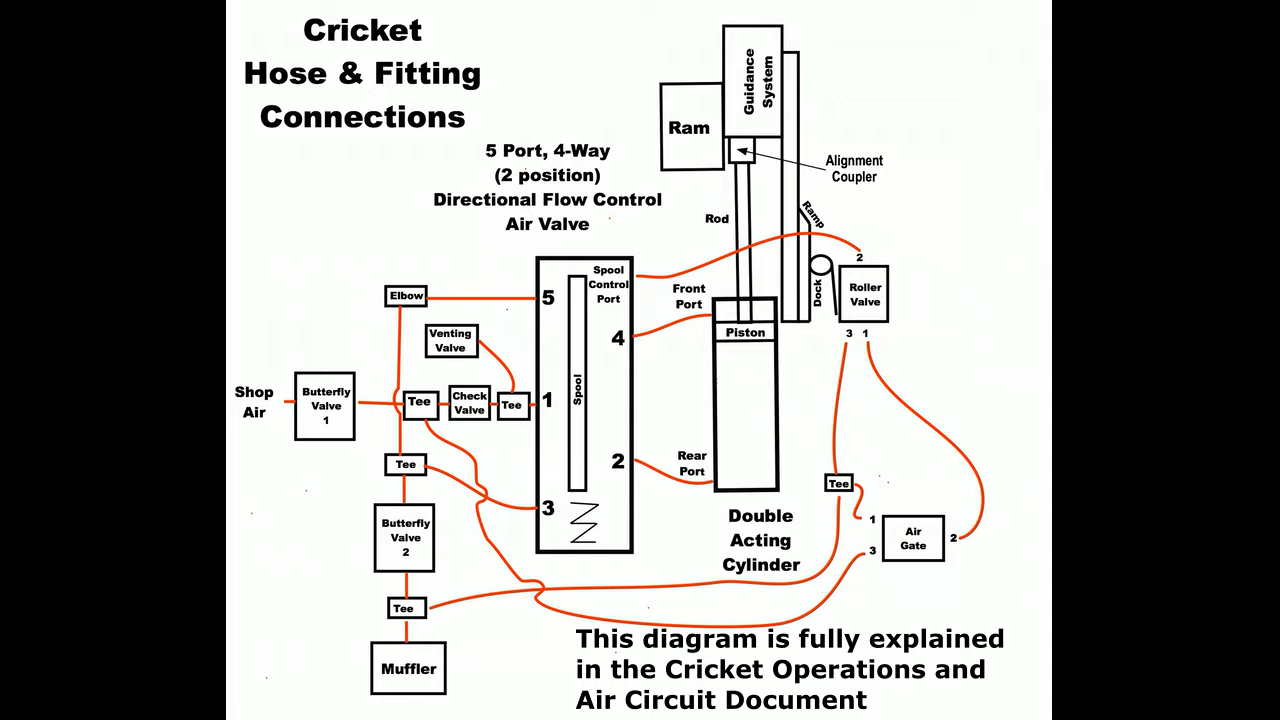 Cricket
Hose & Fitting
Connections
5 Port, 4-Way
(2 position)
Directional Flow Control
Air Valve
Ram
Guidance
System
Alignment
Coupler
Rod
Ramp
Dock
2
Roller
Valve
3 1
Spool
Control
Port
Front
Port
Piston
Elbow
5
4
Venting
Valve
Spool
Shop
Air
Butterfly
Valve
1
Tee
Check
Valve
Tee
1
2
Rear
Port
Tee
3
Butterfly
Valve
2
Double
Acting
Cylinder
Tee
1
3
Air
Gate
2
Tee
Muffler
This diagram is fully explained
in the Cricket Operations and
Air Circuit Document